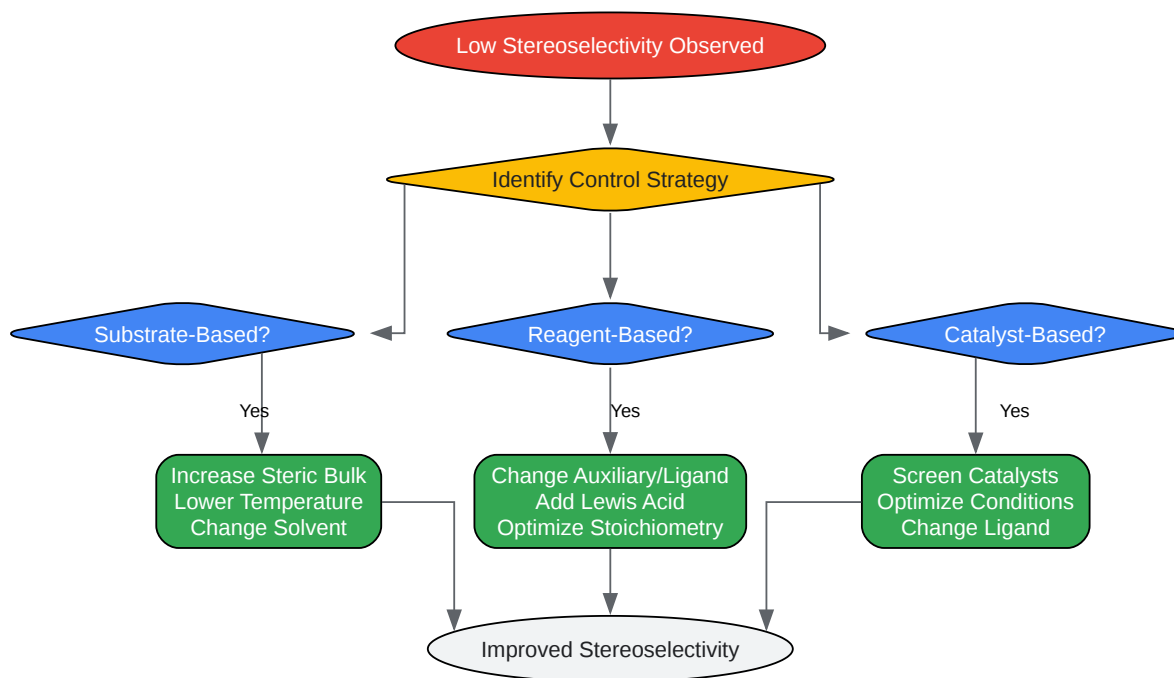 Low Stereoselectivity Observed
Identify Control Strategy
Substrate-Based?
Reagent-Based?
Catalyst-Based?
Yes
Yes
Yes
Increase Steric Bulk
Lower Temperature
Change Solvent
Change Auxiliary/Ligand
Add Lewis Acid
Optimize Stoichiometry
Screen Catalysts
Optimize Conditions
Change Ligand
Improved Stereoselectivity